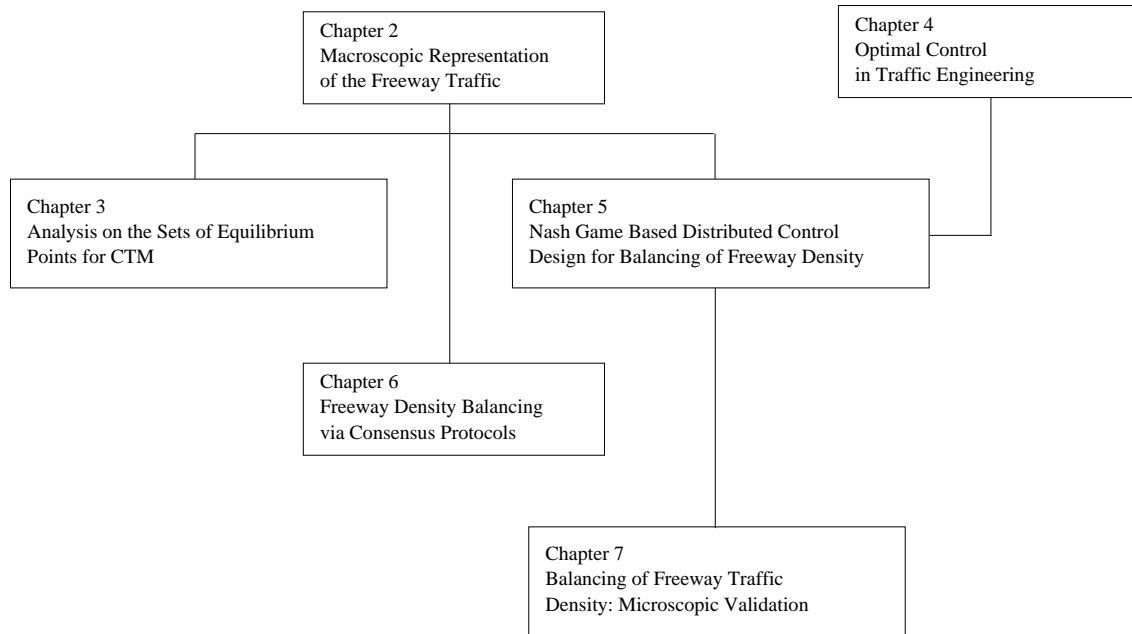 Chapter 2
Macroscopic Representation
of the Freeway Traffic
Chapter 4
Optimal Control
in Traffic Engineering
Chapter 3
Analysis on the Sets of Equilibrium
Points for CTM
Chapter 5
Nash Game Based Distributed Control
Design for Balancing of Freeway Density
Chapter 6
Freeway Density Balancing
via Consensus Protocols
Chapter 7
Balancing of Freeway Traffic
Density: Microscopic Validation